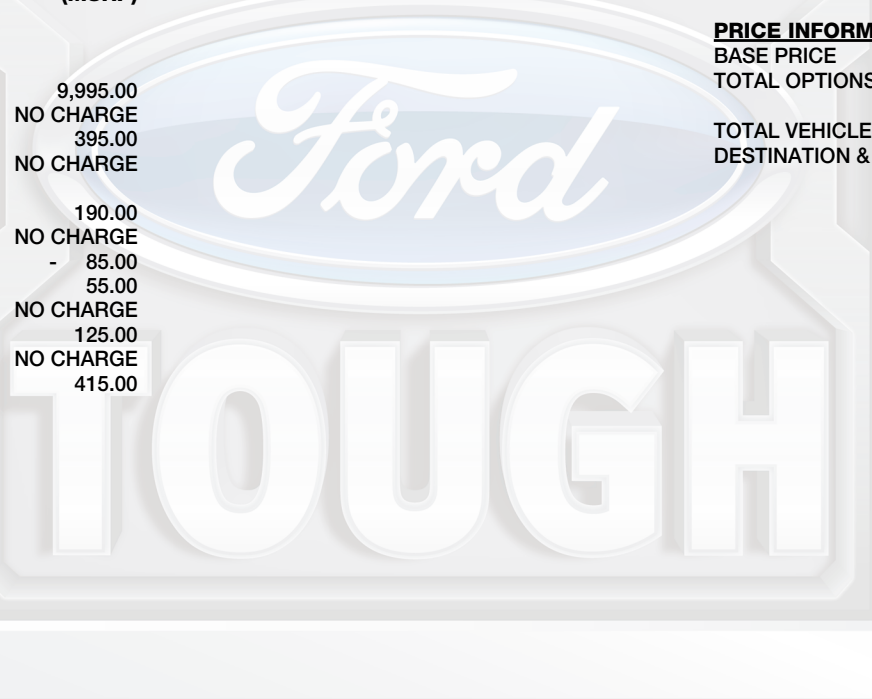 (MSRP)
9,995.00
NO CHARGE
395.00
NO CHARGE
190.00
NO CHARGE
- 85.00
55.00
NO CHARGE
125.00
NO CHARGE
415.00
PRICE INFORM
BASE PRICE
TOTAL OPTIONS
TOTAL VEHICLE
DESTINATION &
Ford
TOUGH